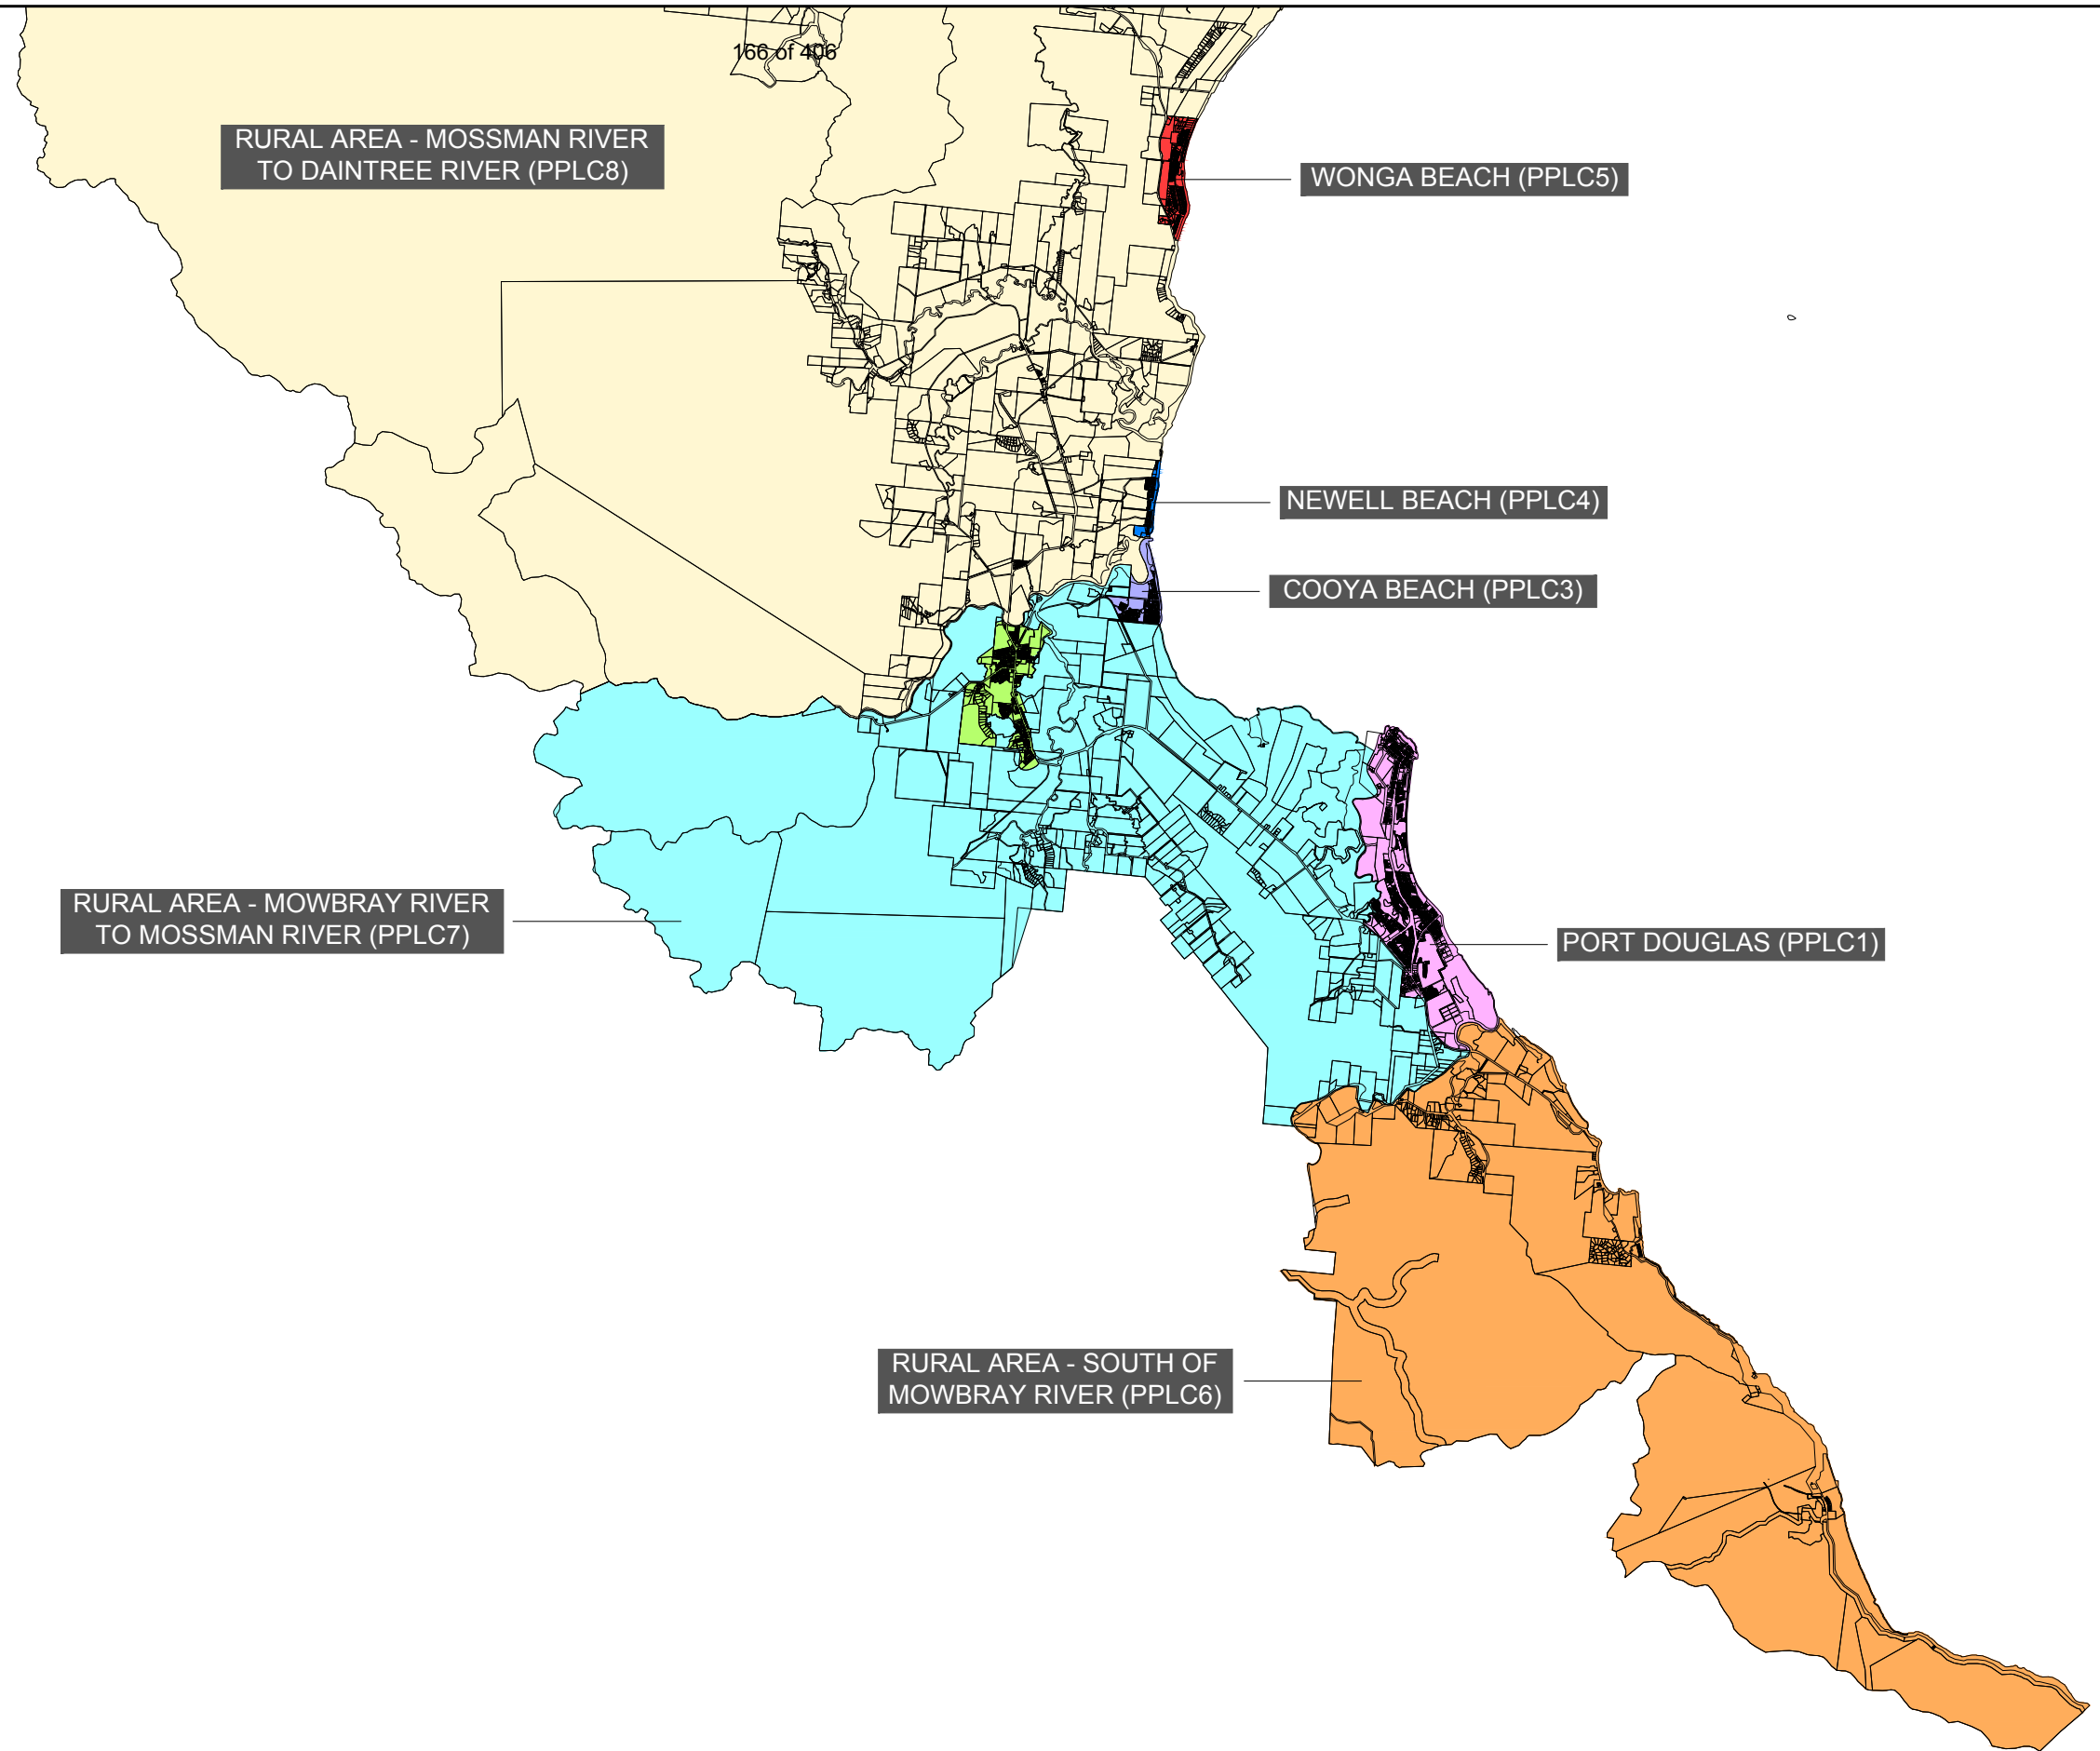 166 of 406
RURAL AREA - MOSSMAN RIVER
TO DAINTREE RIVER (PPLC8)
WONGA BEACH (PPLC5)
NEWELL BEACH (PPLC4)
COOYA BEACH (PPLC3)
RURAL AREA - MOWBRAY RIVER
TO MOSSMAN RIVER (PPLC7)
PORT DOUGLAS (PPLC1)
RURAL AREA - SOUTH OF
MOWBRAY RIVER (PPLC6)